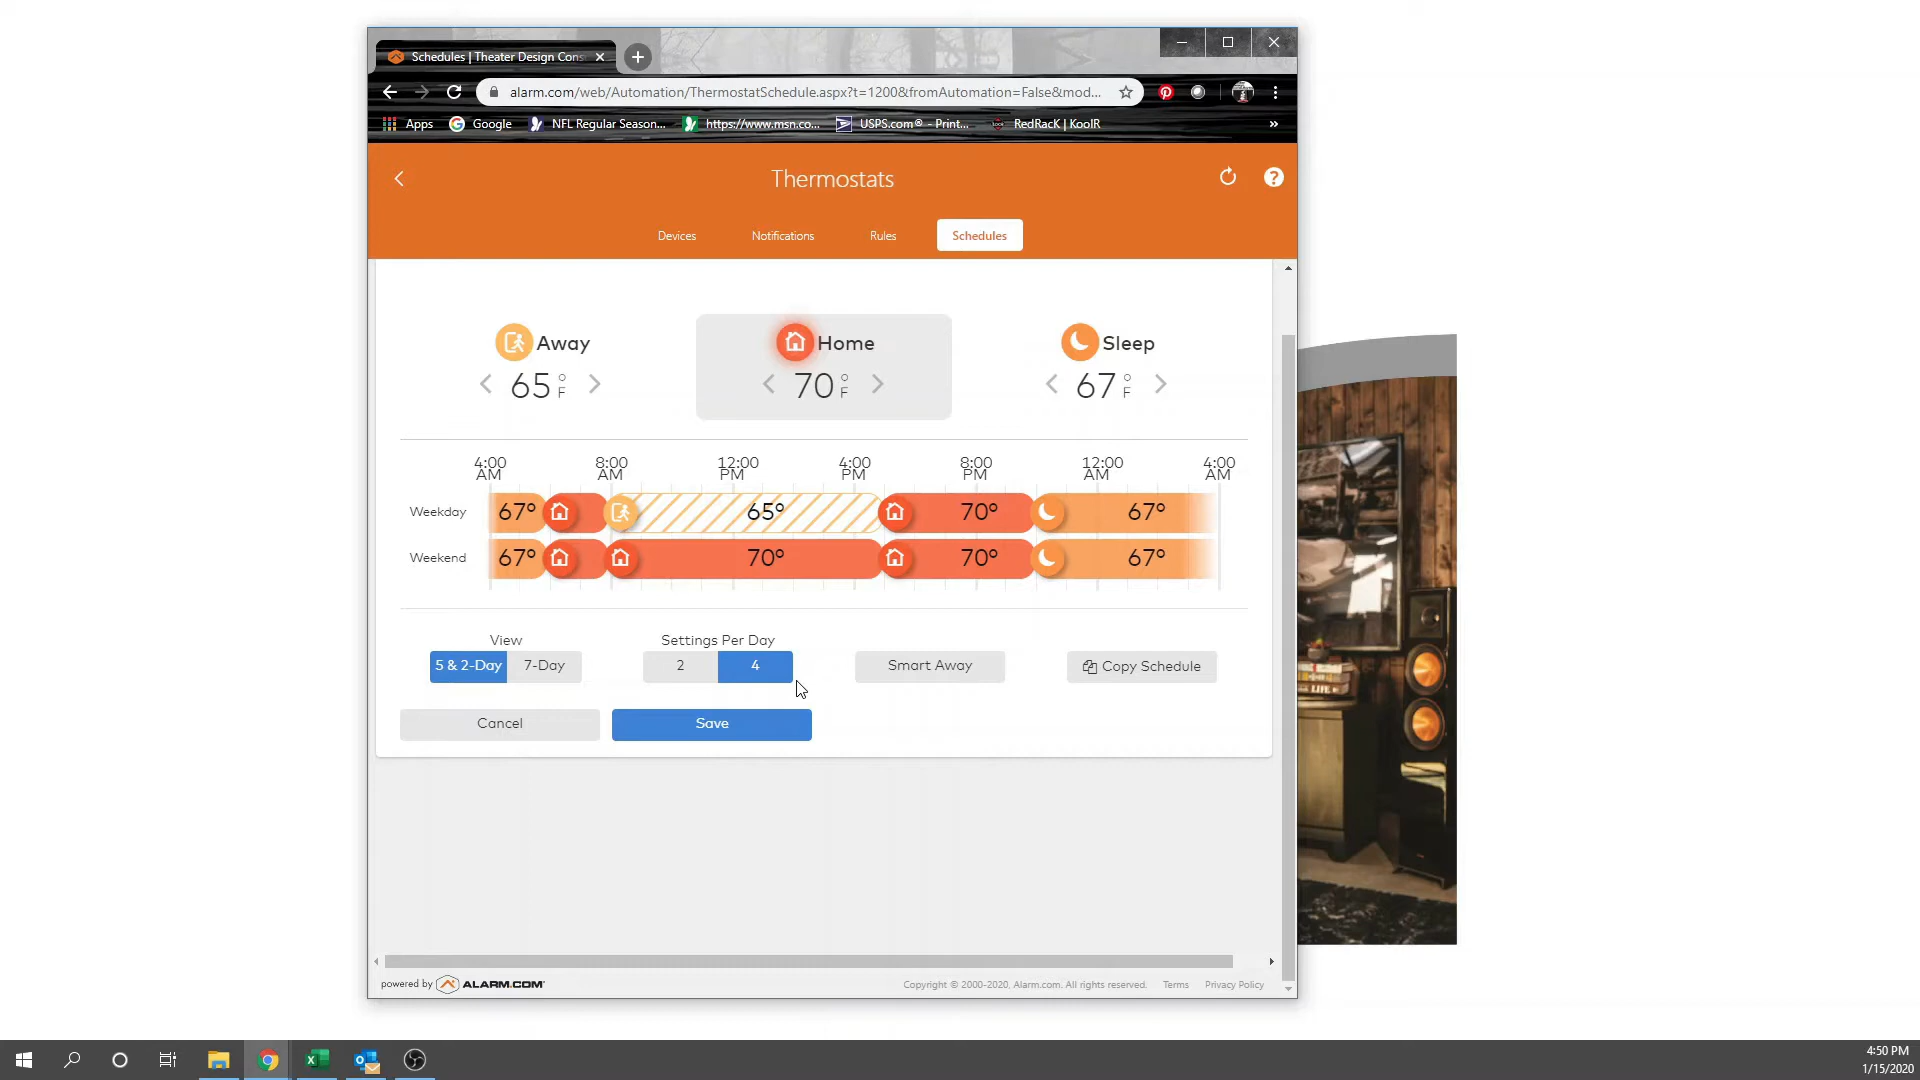 Schedules | Theater Design Cons
alarm.com/web/Automation/ThermostatSchedule.aspx?t=1200&fromAutomation=False&mod...
Apps Google NFL Regular Season... https://www.msn.co... USPS.com® - Print... RedRacK | KoolR »
Thermostats
Devices Notifications Rules Schedules
Away Home Sleep
65 °F 70 °F 67 °F
4:00 AM 8:00 AM 12:00 PM 4:00 PM 8:00 PM 12:00 AM 4:00 AM
Weekday 67° 65° 70° 67°
Weekend 67° 70° 70° 67°
View Settings Per Day
5 & 2-Day 7-Day 2 4 Smart Away Copy Schedule
Cancel Save
powered by ALARM.COM® Copyright © 2000-2020, Alarm.com. All rights reserved. Terms Privacy Policy
4:50 PM
1/15/2020